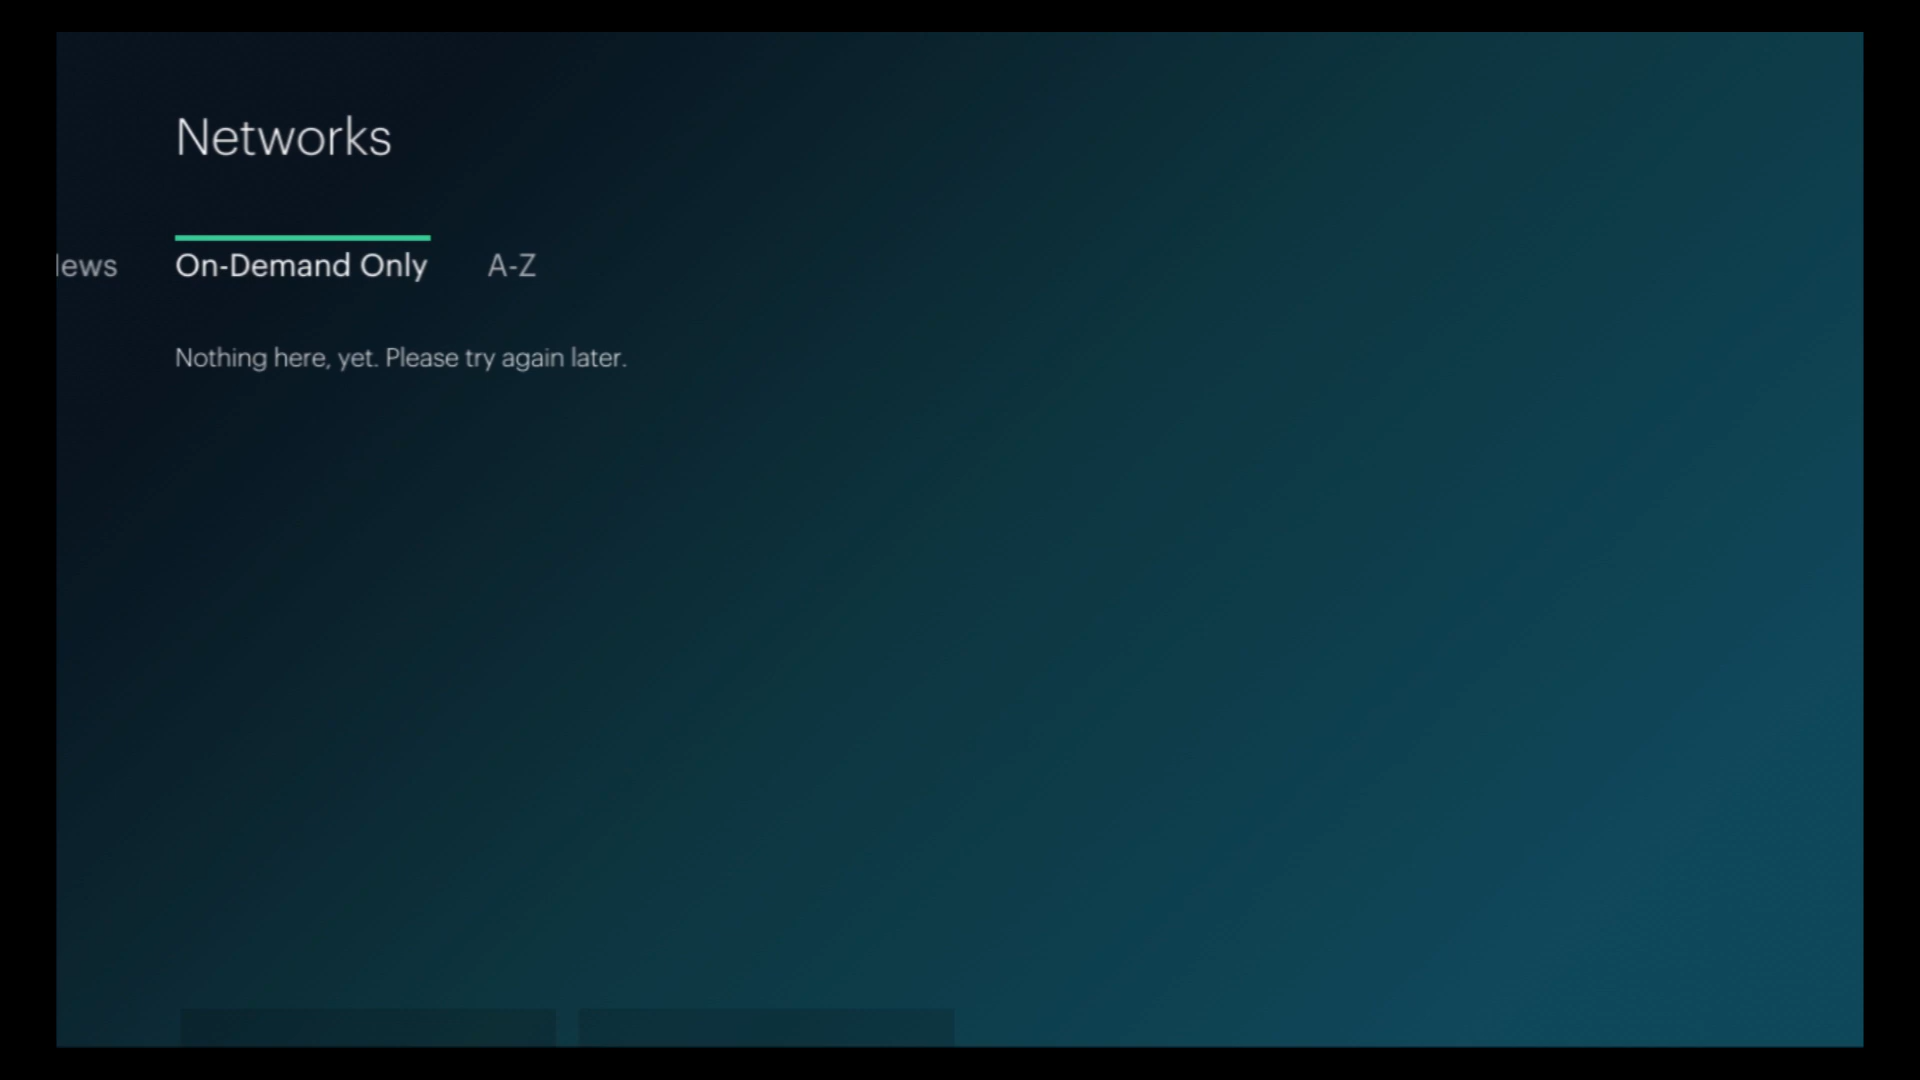 Networks
On-Demand Only A-Z
Nothing here, yet. Please try again later.